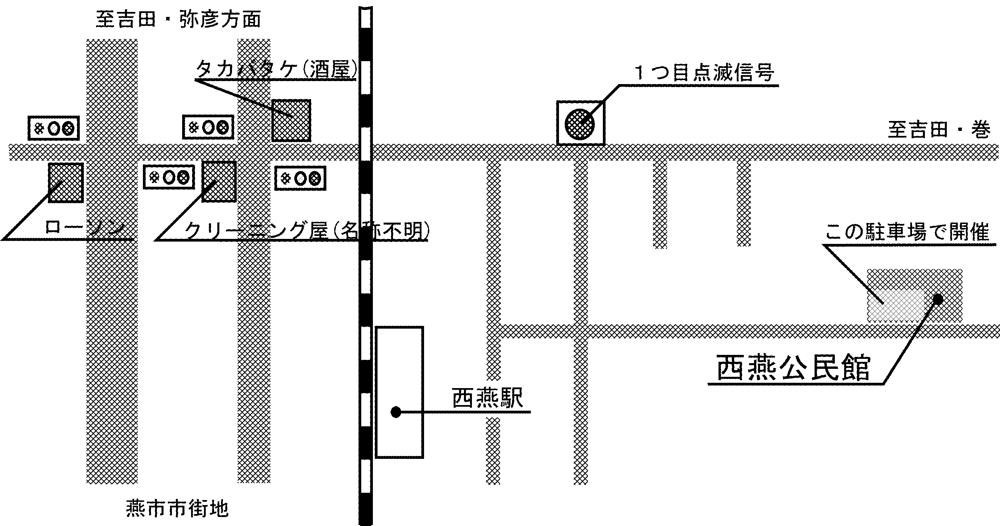 至吉田・弥彦方面
タカバタケ(酒屋)
１つ目点滅信号
至吉田・巻
ローソン
クリーニング屋(名称不明)
この駐車場で開催
西燕公民館
西燕駅
燕市市街地